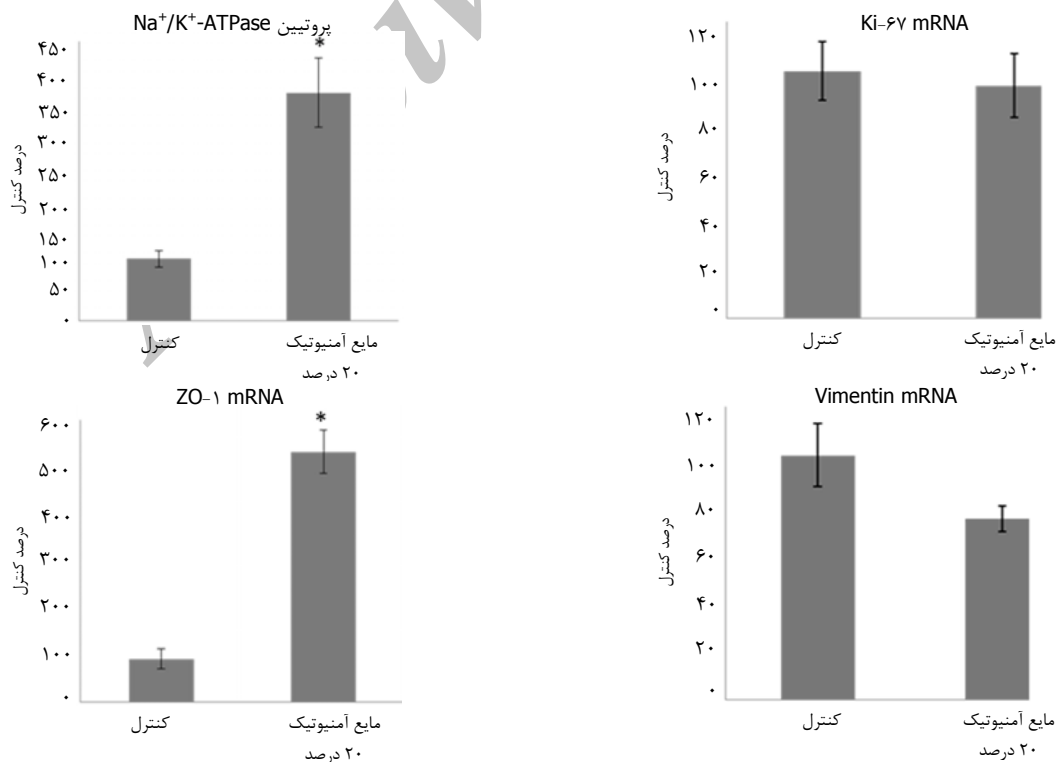 پروتیین Na⁺/K⁺-ATPase
*
۴۵۰
۴۰۰
۳۵۰
۳۰۰
۲۵۰
۲۰۰
۱۵۰
۱۰۰
۵۰
۰
درصد کنترل
کنترل
مایع آمنیوتیک
۲۰ درصد
Ki-۶۷ mRNA
۱۲۰
۱۰۰
۸۰
۶۰
۴۰
۲۰
۰
درصد کنترل
کنترل
مایع آمنیوتیک
۲۰ درصد
ZO-۱ mRNA
*
۶۰۰
۵۰۰
۴۰۰
۳۰۰
۲۰۰
۱۰۰
۰
درصد کنترل
کنترل
مایع آمنیوتیک
۲۰ درصد
Vimentin mRNA
۱۲۰
۱۰۰
۸۰
۶۰
۴۰
۲۰
۰
درصد کنترل
کنترل
مایع آمنیوتیک
۲۰ درصد